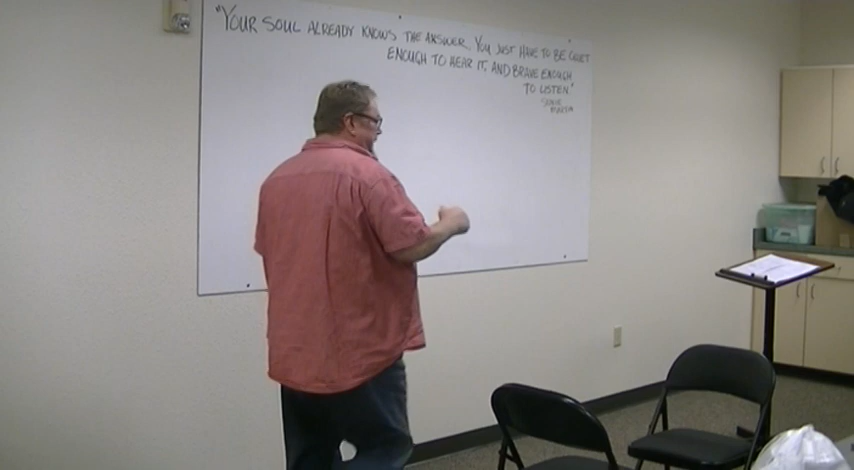 "YOUR SOUL ALREADY KNOWS THE ANSWER. YOU JUST HAVE TO BE QUIET
ENOUGH TO HEAR IT, AND BRAVE ENOUGH
TO LISTEN."